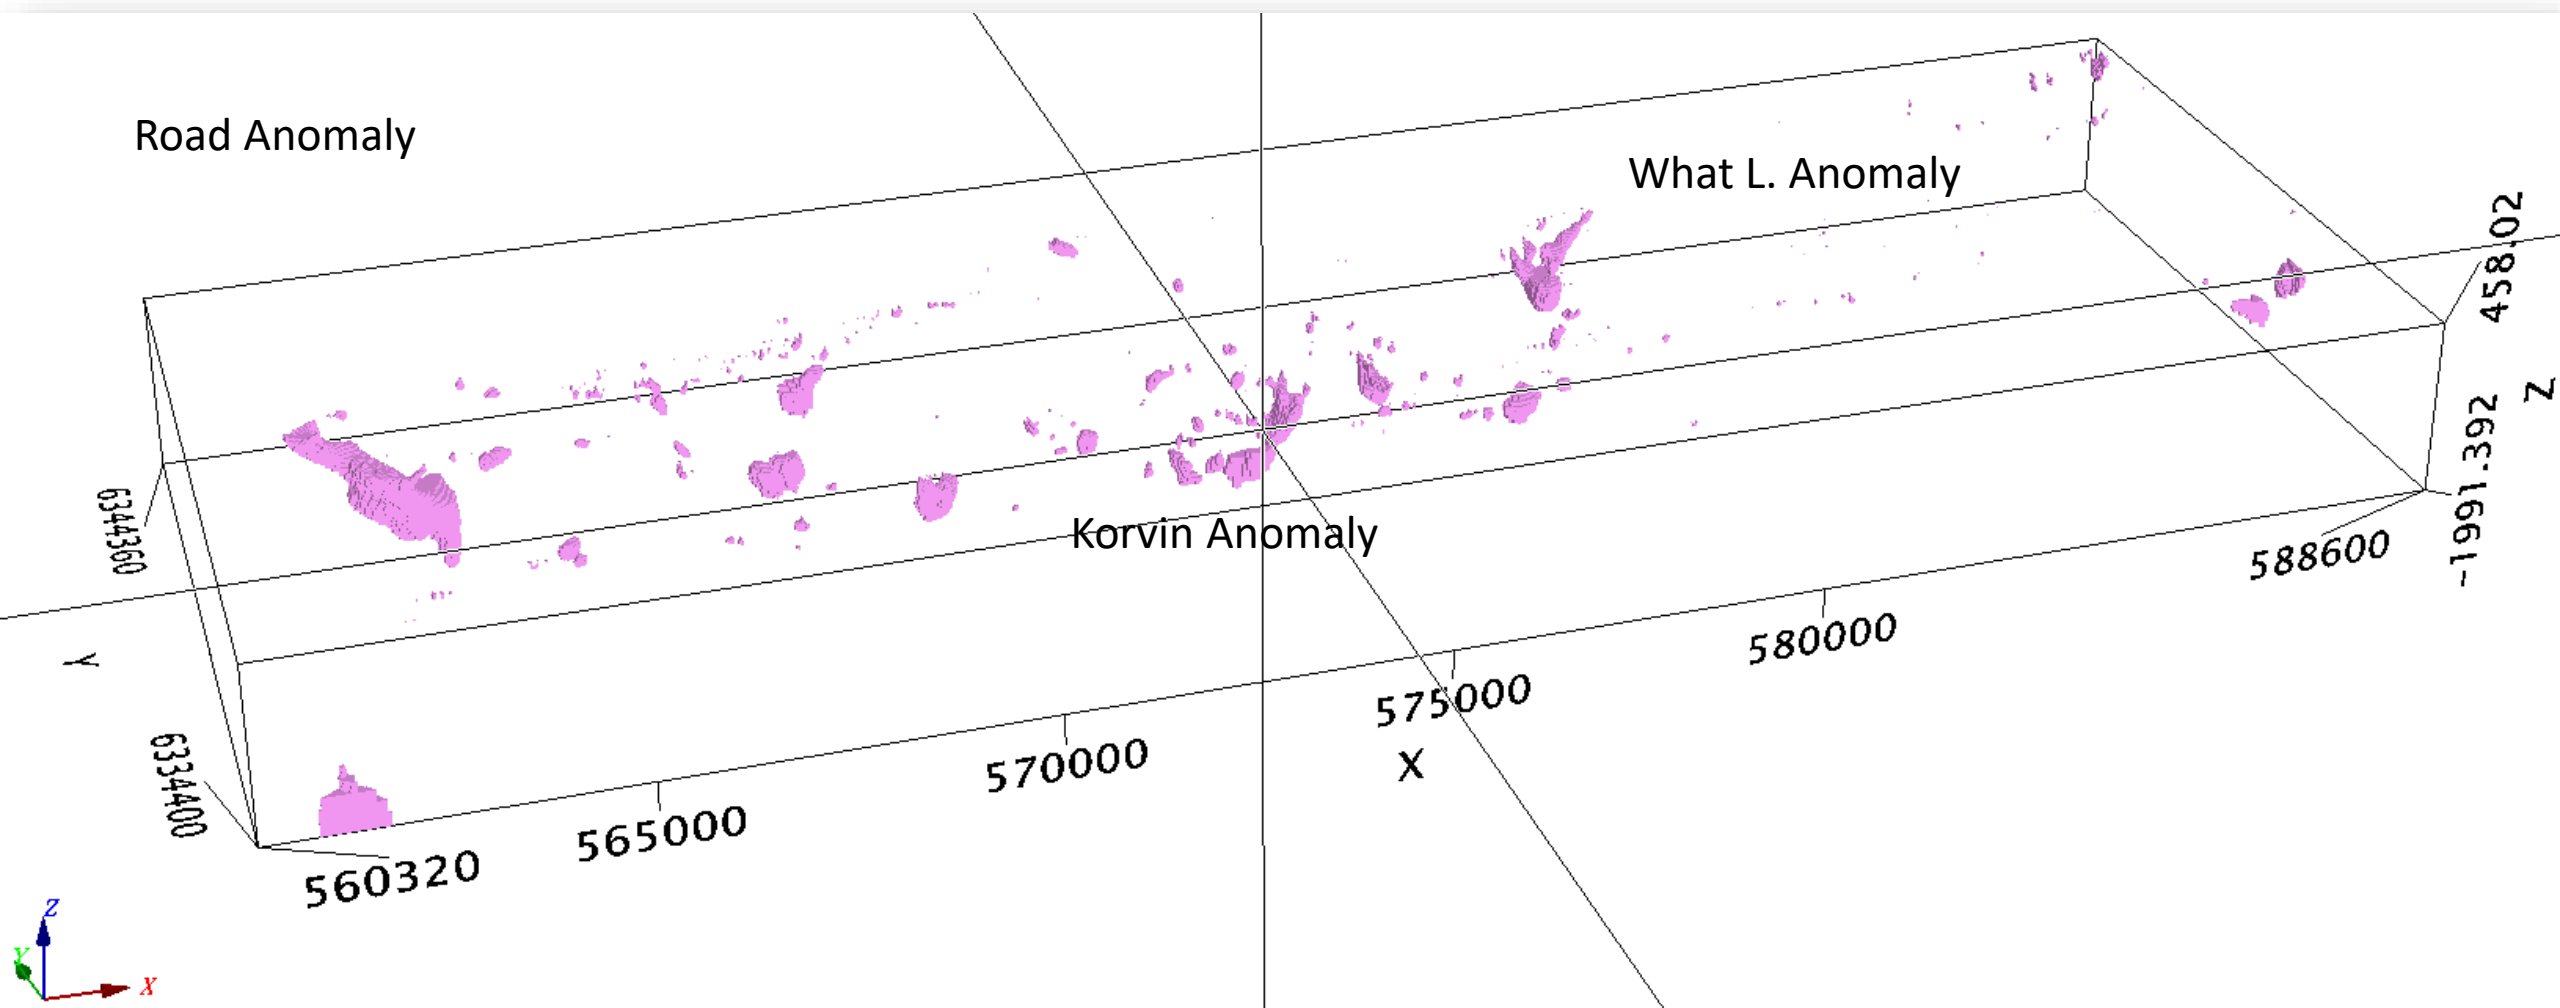 Road Anomaly
What L. Anomaly
458.02
Z
-1991.392
6344360
Korvin Anomaly
588600
580000
Y
575000
6334400
X
570000
565000
560320
Z
Y
X